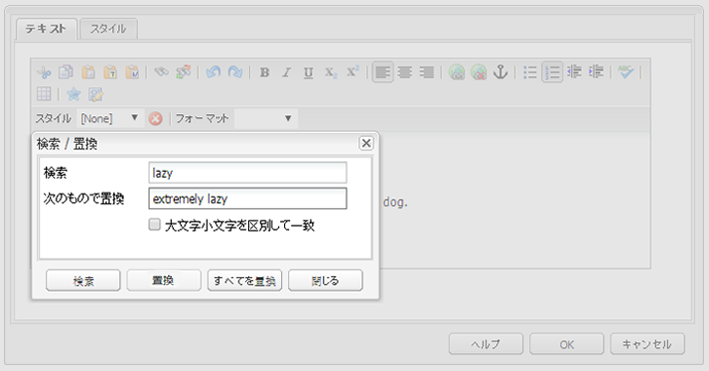 テキスト スタイル
B I U X₂ X²
スタイル [None] フォーマット
検索 / 置換
検索 lazy
次のもので置換 extremely lazy
dog.
大文字小文字を区別して一致
検索 置換 すべてを置換 閉じる
ヘルプ OK キャンセル